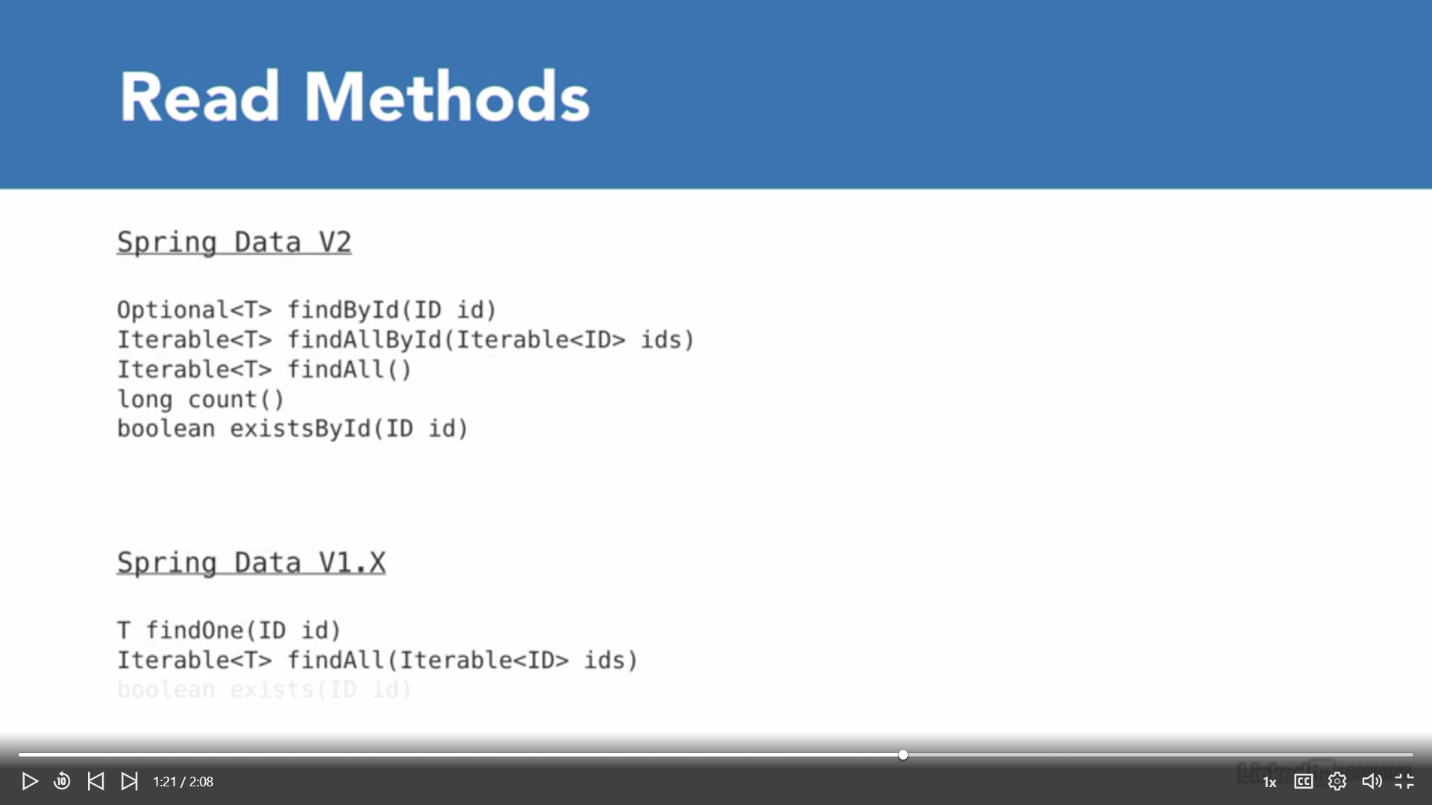 Read Methods
Spring Data V2
Optional<T> findById(ID id)
Iterable<T> findAllById(Iterable<ID> ids)
Iterable<T> findAll()
long count()
boolean existsById(ID id)
Spring Data V1.X
T findOne(ID id)
Iterable<T> findAll(Iterable<ID> ids)
boolean exists(ID id)
10
1:21 / 2:08
1x
CC